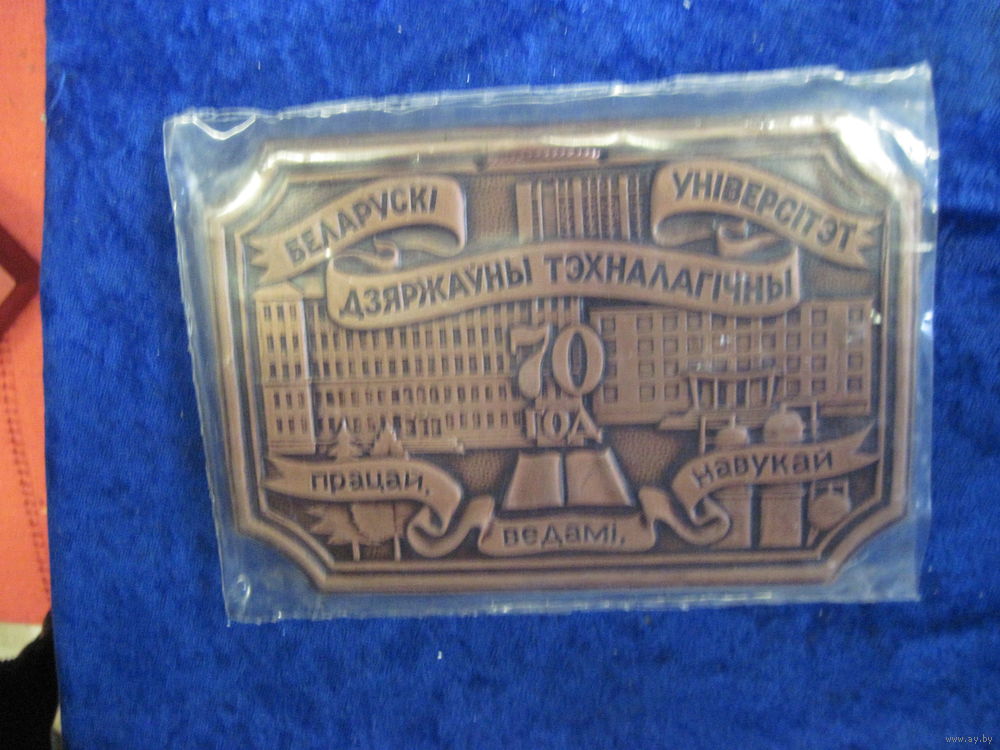 БЕЛАРУСКІ
ДЗЯРЖАЎНЫ ТЭХНАЛАГІЧНЫ
УНІВЕРСІТЭТ
70
ГОД
працай,
ведамі,
навукай
www.ay.by